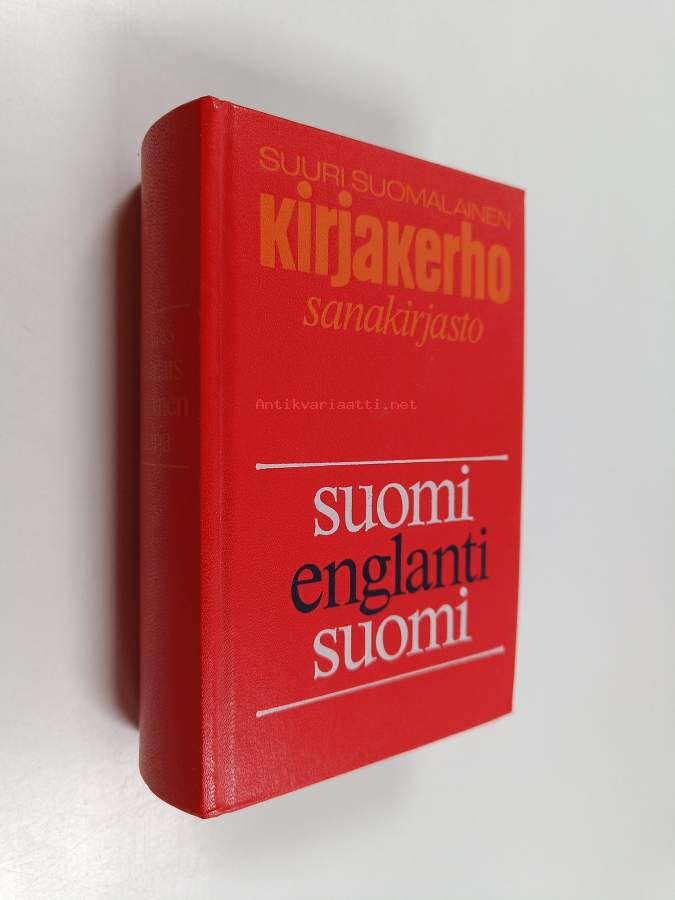 SUURI SUOMALAINEN
Kirjakerho
sanakirjasto
Antikvariaatti.net
suomi
englanti
suomi